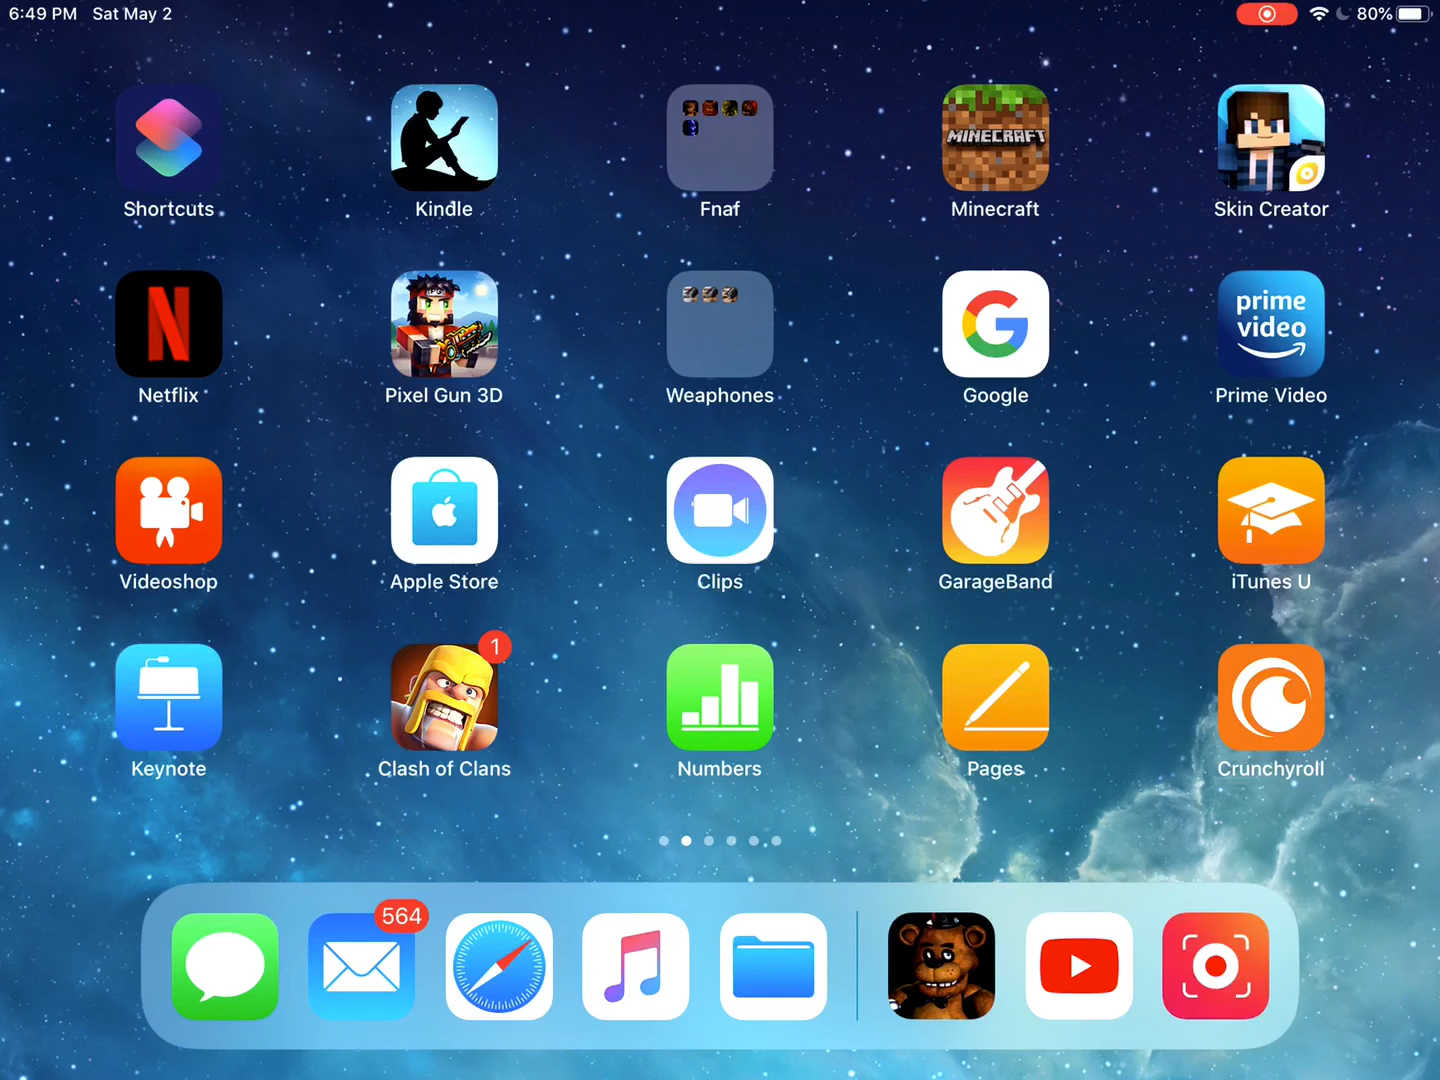 6:49 PM Sat May 2 80%
Shortcuts Kindle Fnaf Minecraft Skin Creator
MINECRAFT
Netflix Pixel Gun 3D Weaphones Google Prime Video
N
G
prime
video
Videoshop Apple Store Clips GarageBand iTunes U
1
Keynote Clash of Clans Numbers Pages Crunchyroll
564